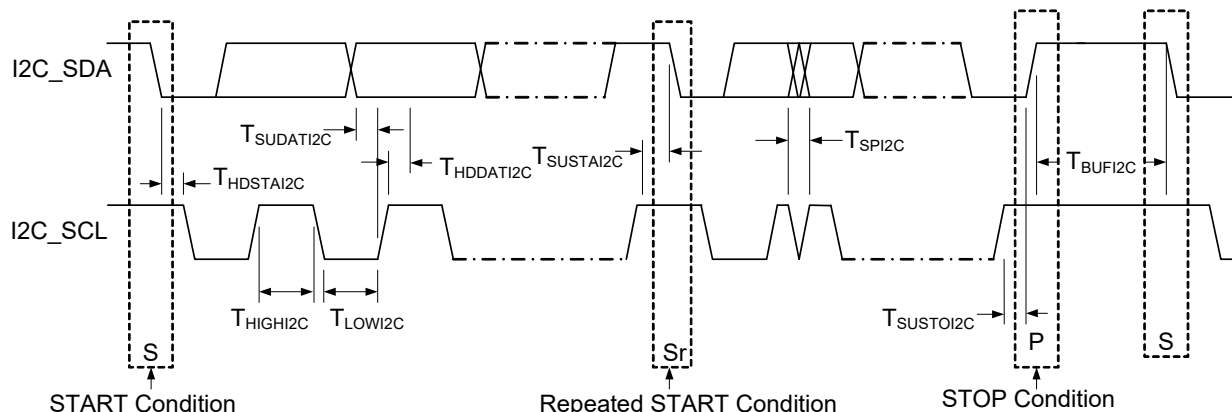 I2C_SDA
TSUDATI2C
THDDATI2C
TSUSTAI2C
TSPI2C
TBUFI2C
THDSTAI2C
I2C_SCL
THIGHI2C
TLOWI2C
TSUSTOI2C
S
Sr
P
S
START Condition
Repeated START Condition
STOP Condition